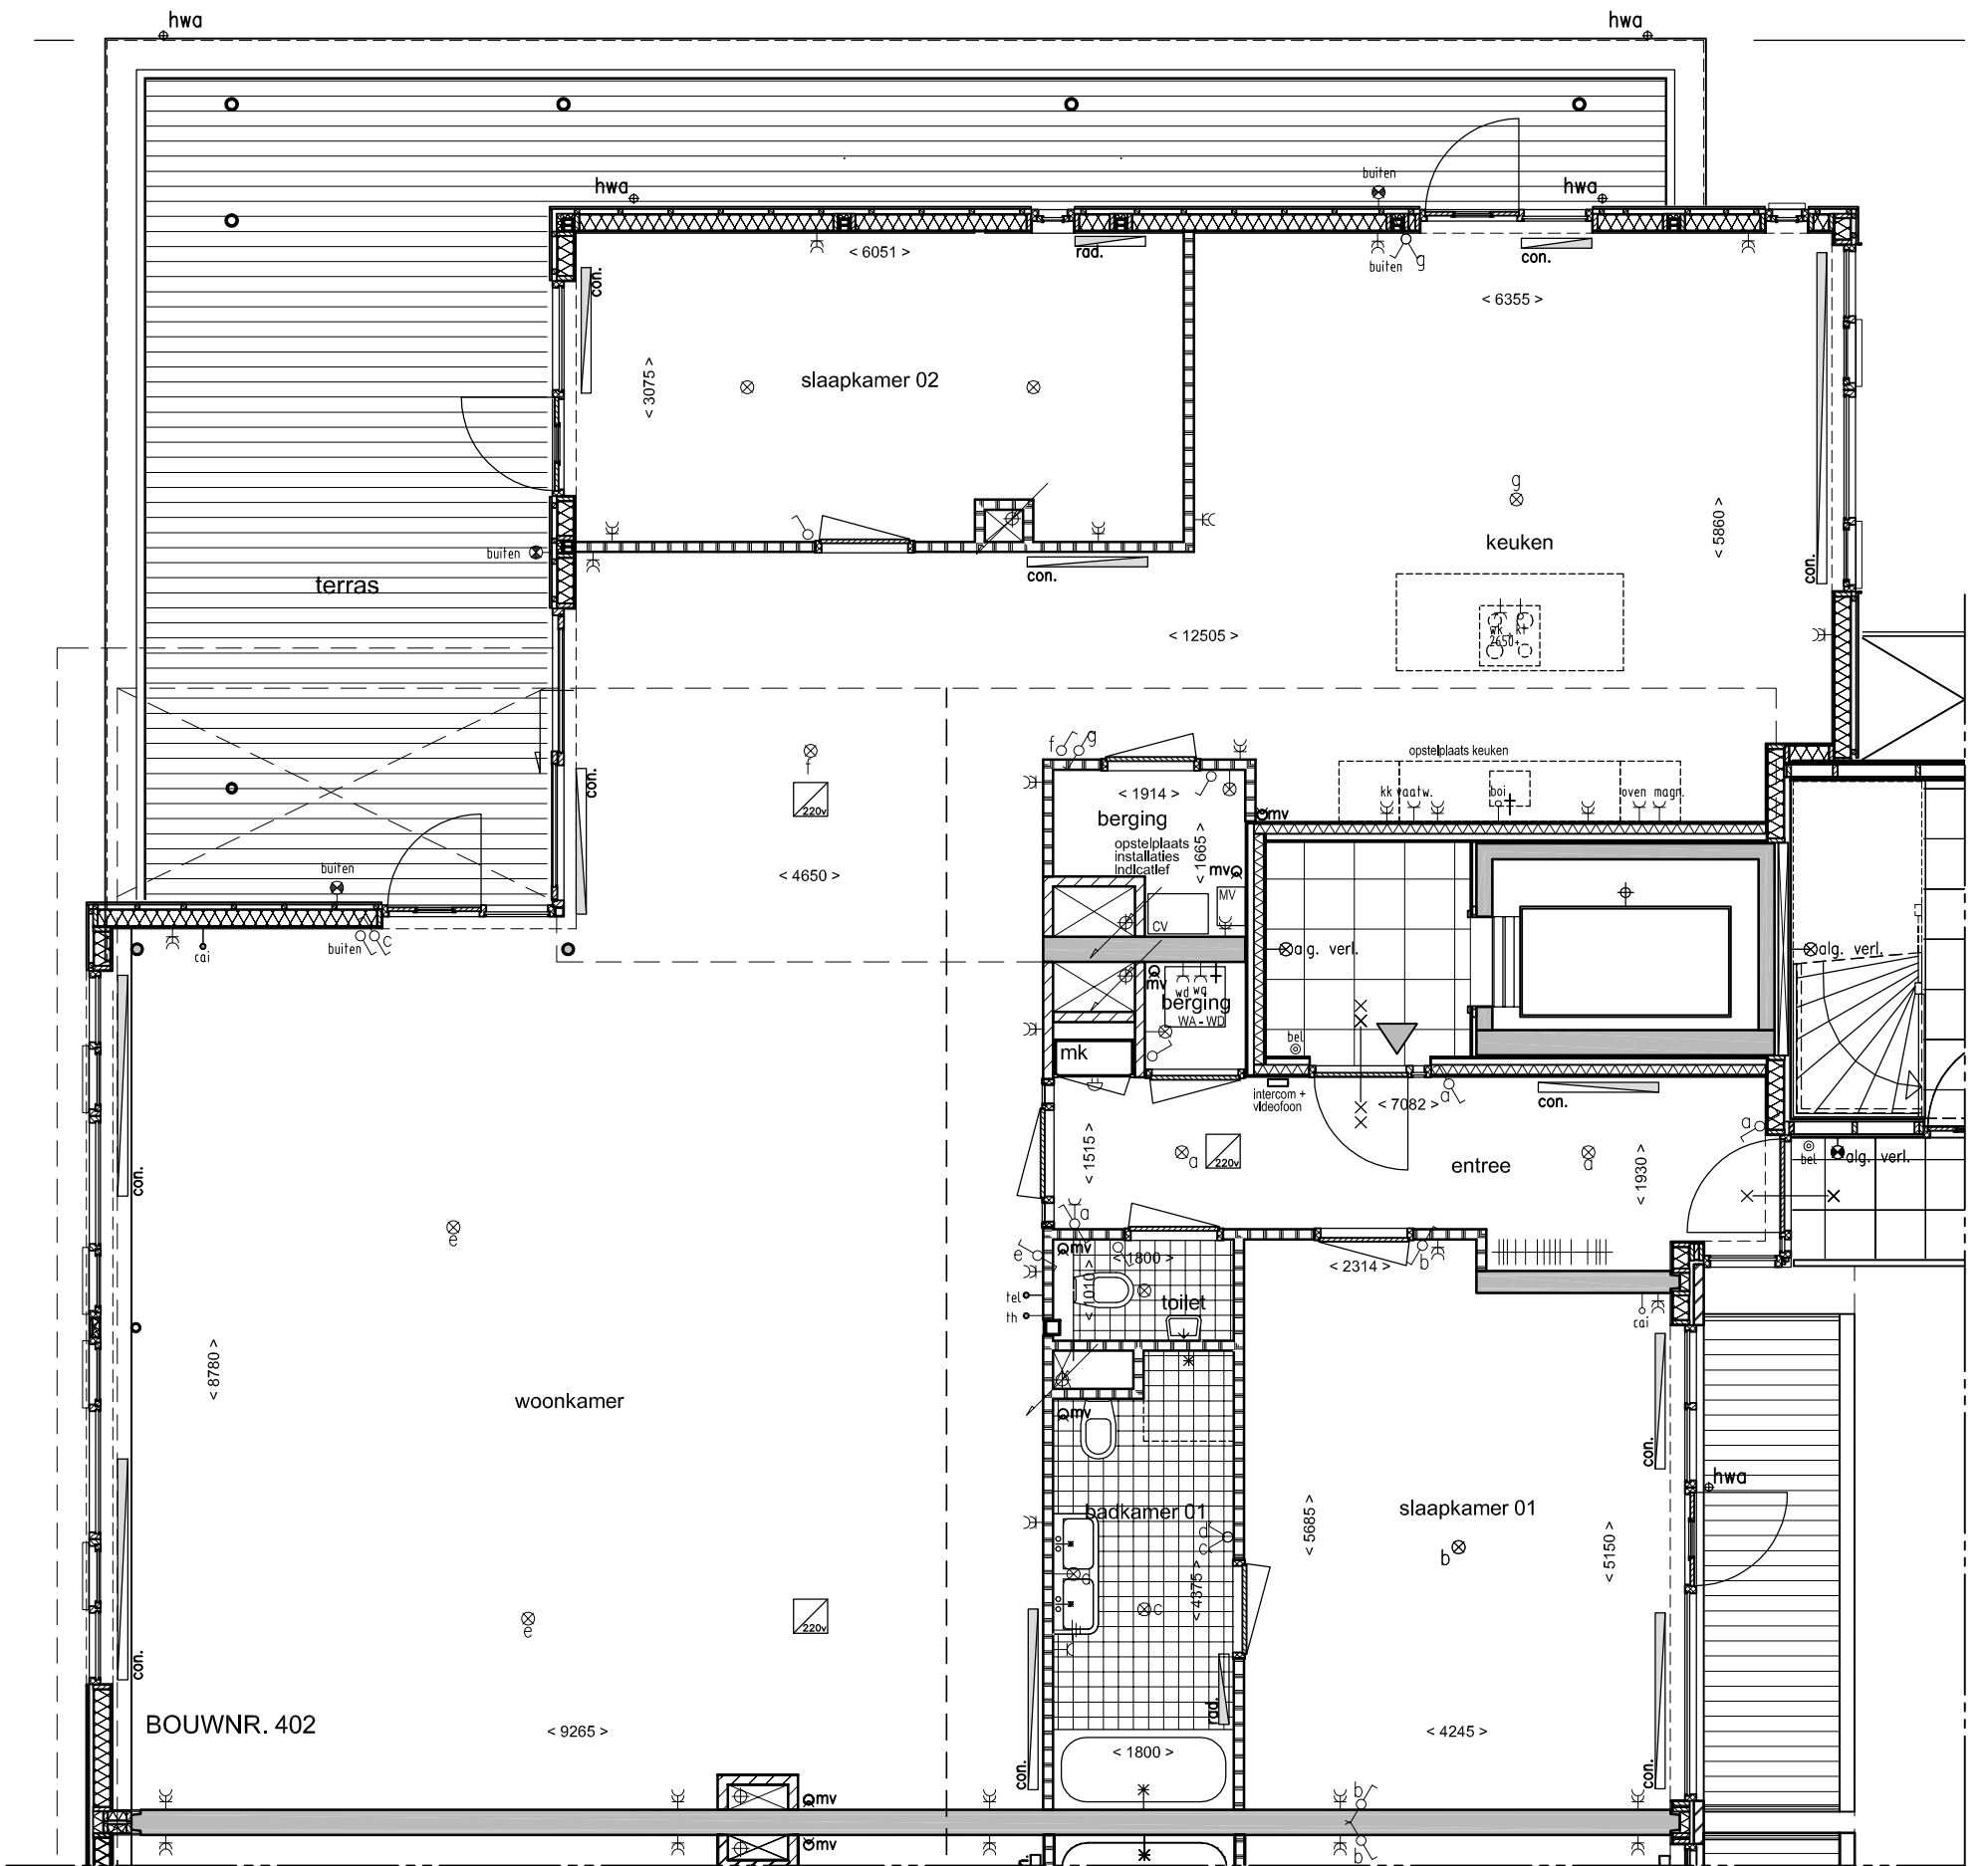 hwa
hwa
hwa
buiten
hwa
< 6051 >
rad.
buiten
g
con.
con.
< 6355 >
< 3075 >
slaapkamer 02
g
keuken
< 5860 >
buiten
con.
con.
terras
wk kt
2650+
< 12505 >
f
g
opstelplaats keuken
f
con.
220v
< 1914 >
kk vaatw.
boi
oven magn.
berging
mv
opstelplaats
installaties
indicatief
< 1665 >
buiten
< 4650 >
mv
MV
CV
buiten
c
cai
alg. verl.
alg. verl.
mv
wd wa
berging
WA - WD
mk
bel
intercom +
videofoon
< 7082 >
a
con.
a
con.
< 1515 >
a
220v
entree
a
< 1930 >
bel
alg. verl.
a
e
e
mv
< 1800 >
b
< 2314 >
tel
th
< 1010 >
toilet
cai
< 8780 >
woonkamer
mv
con.
hwa
badkamer 01
d
c
slaapkamer 01
< 5685 >
< 5150 >
b
d
< 4375 >
c
e
220v
con.
rad.
BOUWNR. 402
< 9265 >
< 4245 >
< 1800 >
con.
con.
mv
b
mv
b